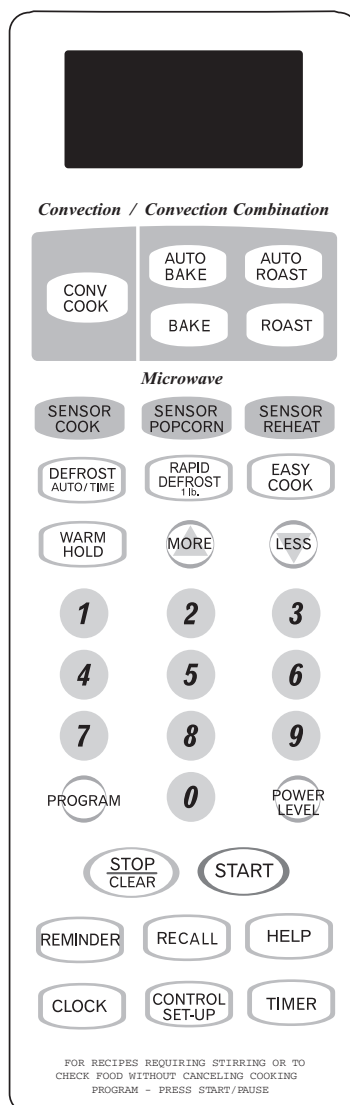 Convection / Convection Combination
CONV
COOK
AUTO
BAKE
AUTO
ROAST
BAKE
ROAST
Microwave
SENSOR
COOK
SENSOR
POPCORN
SENSOR
REHEAT
DEFROST
AUTO/TIME
RAPID
DEFROST
1 lb.
EASY
COOK
WARM
HOLD
MORE
LESS
1
2
3
4
5
6
7
8
9
PROGRAM
0
POWER
LEVEL
STOP
CLEAR
START
REMINDER
RECALL
HELP
CLOCK
CONTROL
SET-UP
TIMER
FOR RECIPES REQUIRING STIRRING OR TO
CHECK FOOD WITHOUT CANCELING COOKING
PROGRAM - PRESS START/PAUSE